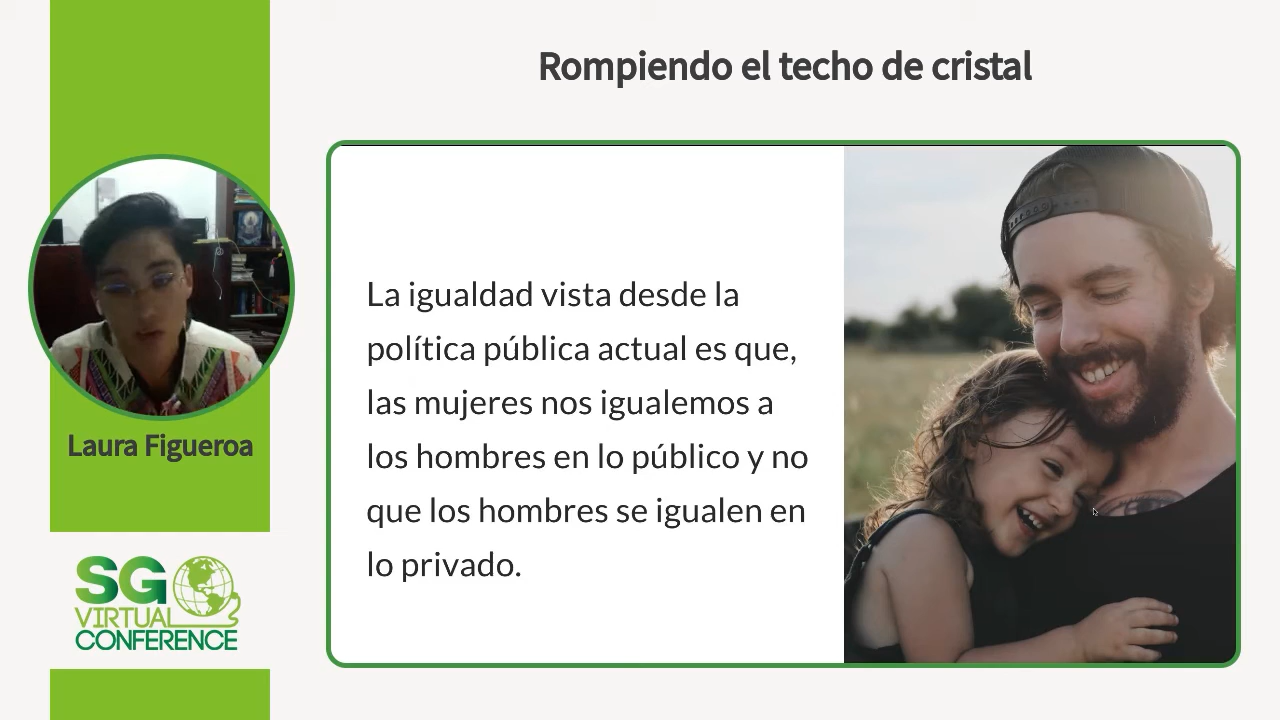 Rompiendo el techo de cristal
La igualdad vista desde la
política pública actual es que,
las mujeres nos igualemos a
los hombres en lo público y no
que los hombres se igualen en
lo privado.
Laura Figueroa
SG
VIRTUAL
CONFERENCE